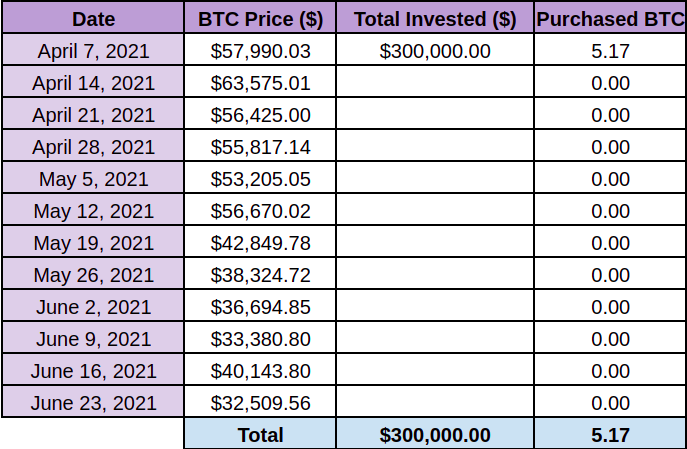 Date BTC Price ($) Total Invested ($) Purchased BTC
April 7, 2021 $57,990.03 $300,000.00 5.17
April 14, 2021 $63,575.01 0.00
April 21, 2021 $56,425.00 0.00
April 28, 2021 $55,817.14 0.00
May 5, 2021 $53,205.05 0.00
May 12, 2021 $56,670.02 0.00
May 19, 2021 $42,849.78 0.00
May 26, 2021 $38,324.72 0.00
June 2, 2021 $36,694.85 0.00
June 9, 2021 $33,380.80 0.00
June 16, 2021 $40,143.80 0.00
June 23, 2021 $32,509.56 0.00
Total $300,000.00 5.17